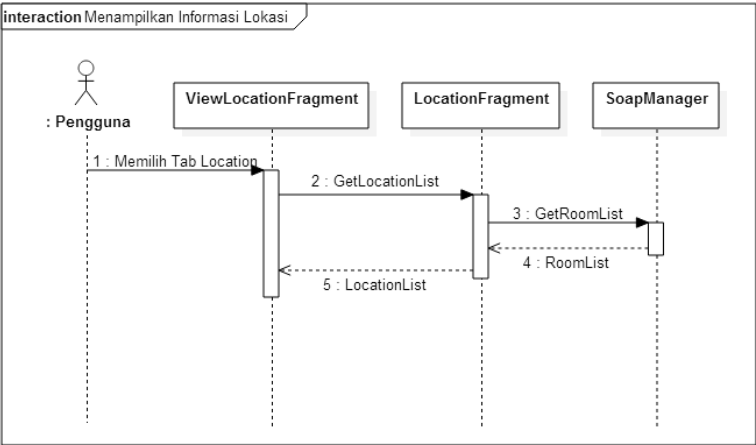 interaction Menampilkan Informasi Lokasi
: Pengguna
ViewLocationFragment
LocationFragment
SoapManager
1 : Memilih Tab Location
2 : GetLocationList
3 : GetRoomList
4 : RoomList
5 : LocationList